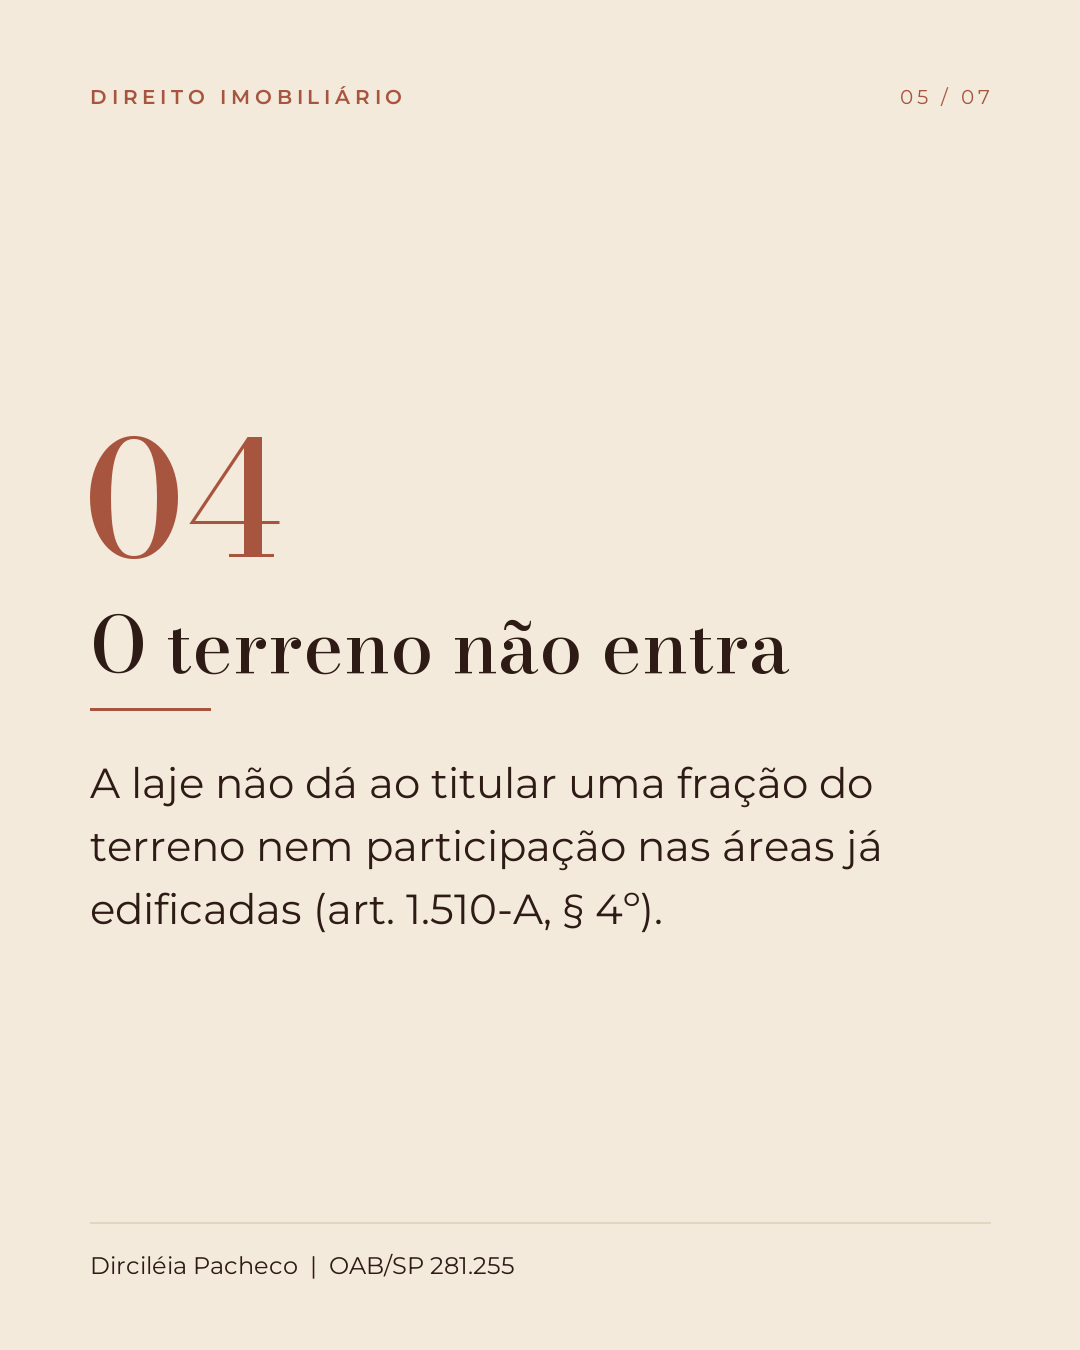 DIREITO IMOBILIÁRIO
05 / 07
04
O terreno não entra
A laje não dá ao titular uma fração do
terreno nem participação nas áreas já
edificadas (art. 1.510-A, § 4º).
Dirciléia Pacheco | OAB/SP 281.255